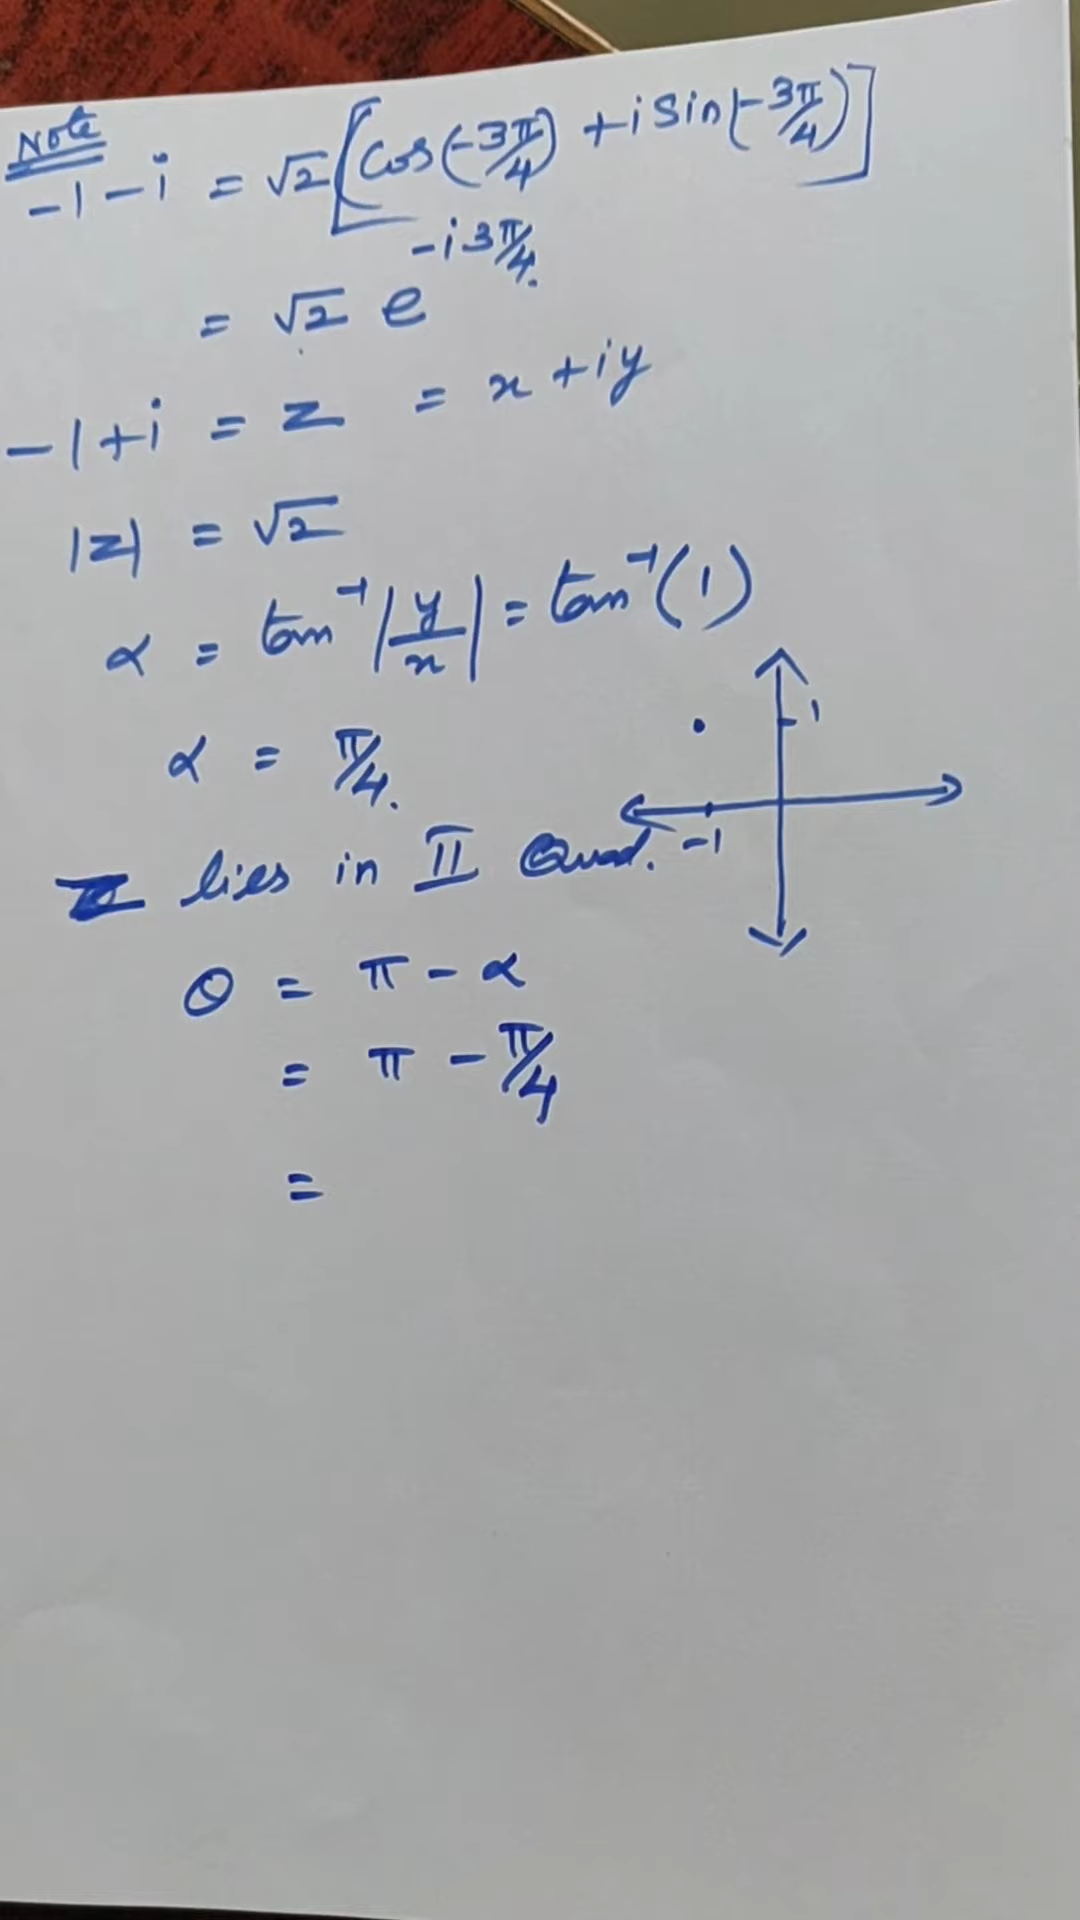 Note
-1-i = √2[cos(-3π/4) + i sin(-3π/4)]
= √2 e^(-i3π/4).
-1+i = z = x+iy
|z| = √2
α = tan⁻¹|y/x| = tan⁻¹(1)
α = π/4.
1
-1
z lies in II Quad.
θ = π - α
= π - π/4
=